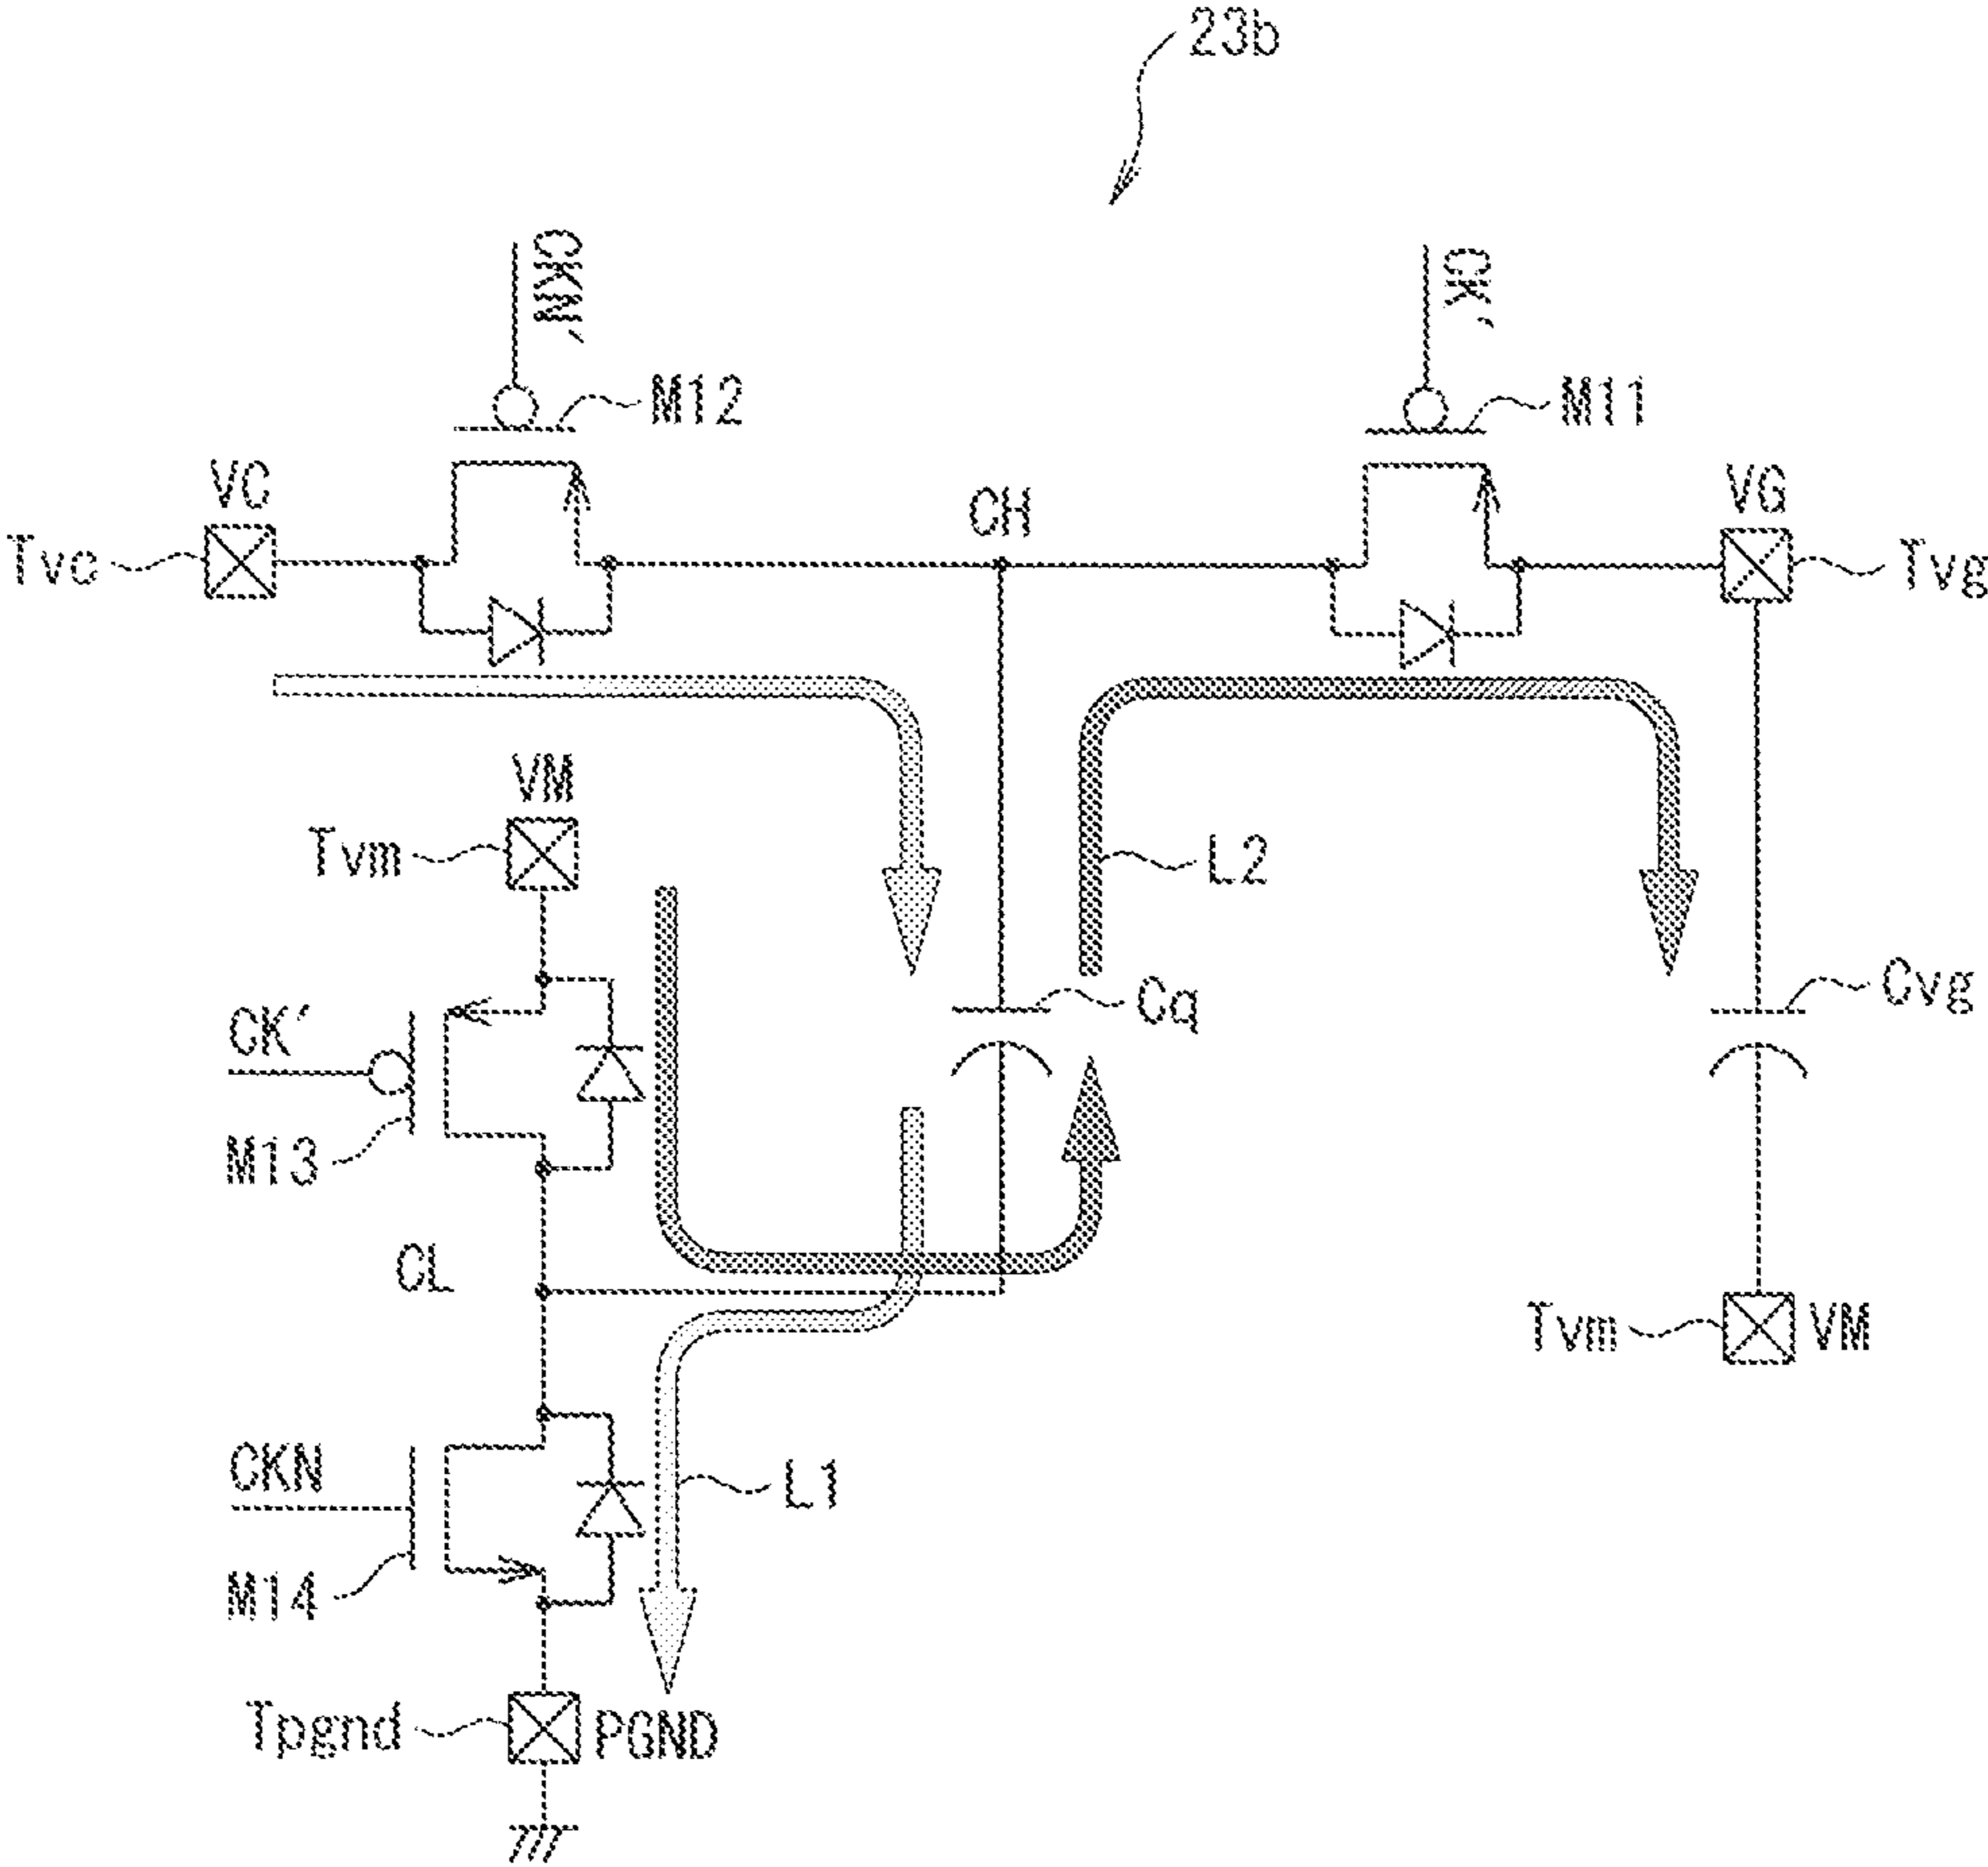 23b
CKN'
CK'
M12
M11
VC
CH
VG
Tvc
Tvg
VM
Tvm
L2
Cq
Cvg
CK'
M13
CL
Tvm
VM
CKN
L1
M14
Tpgnd
PGND